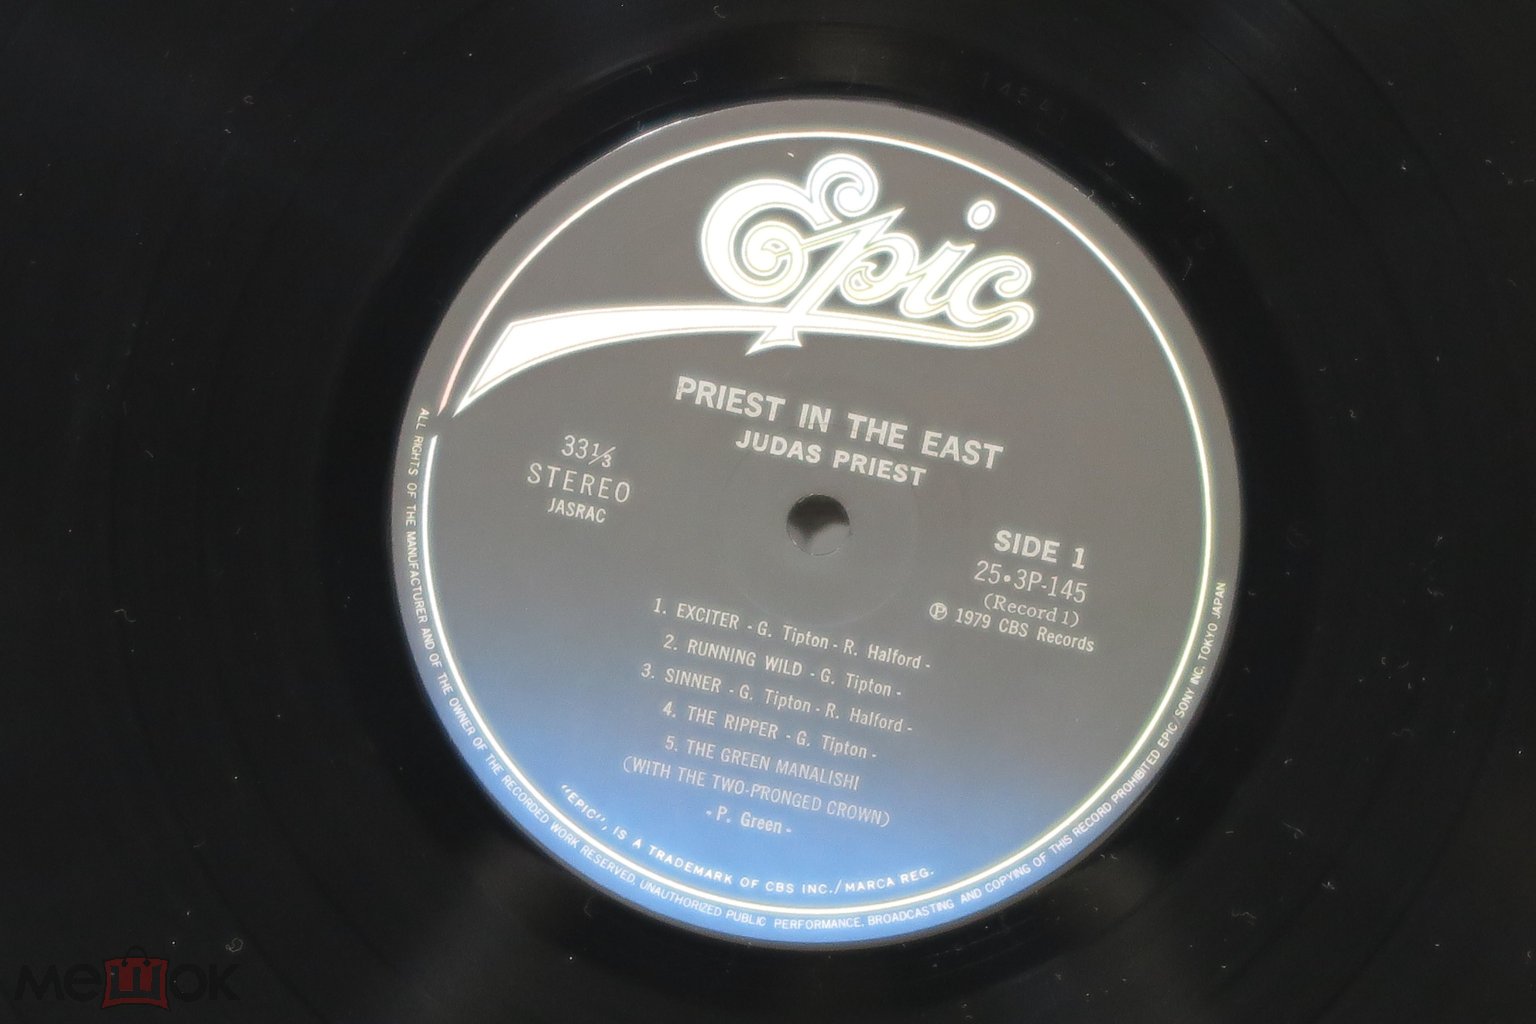 Epic
PRIEST IN THE EAST
JUDAS PRIEST
33⅓
STEREO
JASRAC
SIDE 1
25•3P-145
(Record 1)
Ⓟ 1979 CBS Records
1. EXCITER - G. Tipton - R. Halford -
2. RUNNING WILD - G. Tipton -
3. SINNER - G. Tipton - R. Halford -
4. THE RIPPER - G. Tipton -
5. THE GREEN MANALISHI
(WITH THE TWO-PRONGED CROWN)
- P. Green -
"EPIC", IS A TRADEMARK OF CBS INC./MARCA REG.
ALL RIGHTS OF THE MANUFACTURER AND OF THE OWNER OF THE RECORDED WORK RESERVED. UNAUTHORIZED PUBLIC PERFORMANCE. BROADCASTING AND COPYING OF THIS RECORD PROHIBITED EPIC, SONY INC. TOKYO JAPAN
мешок